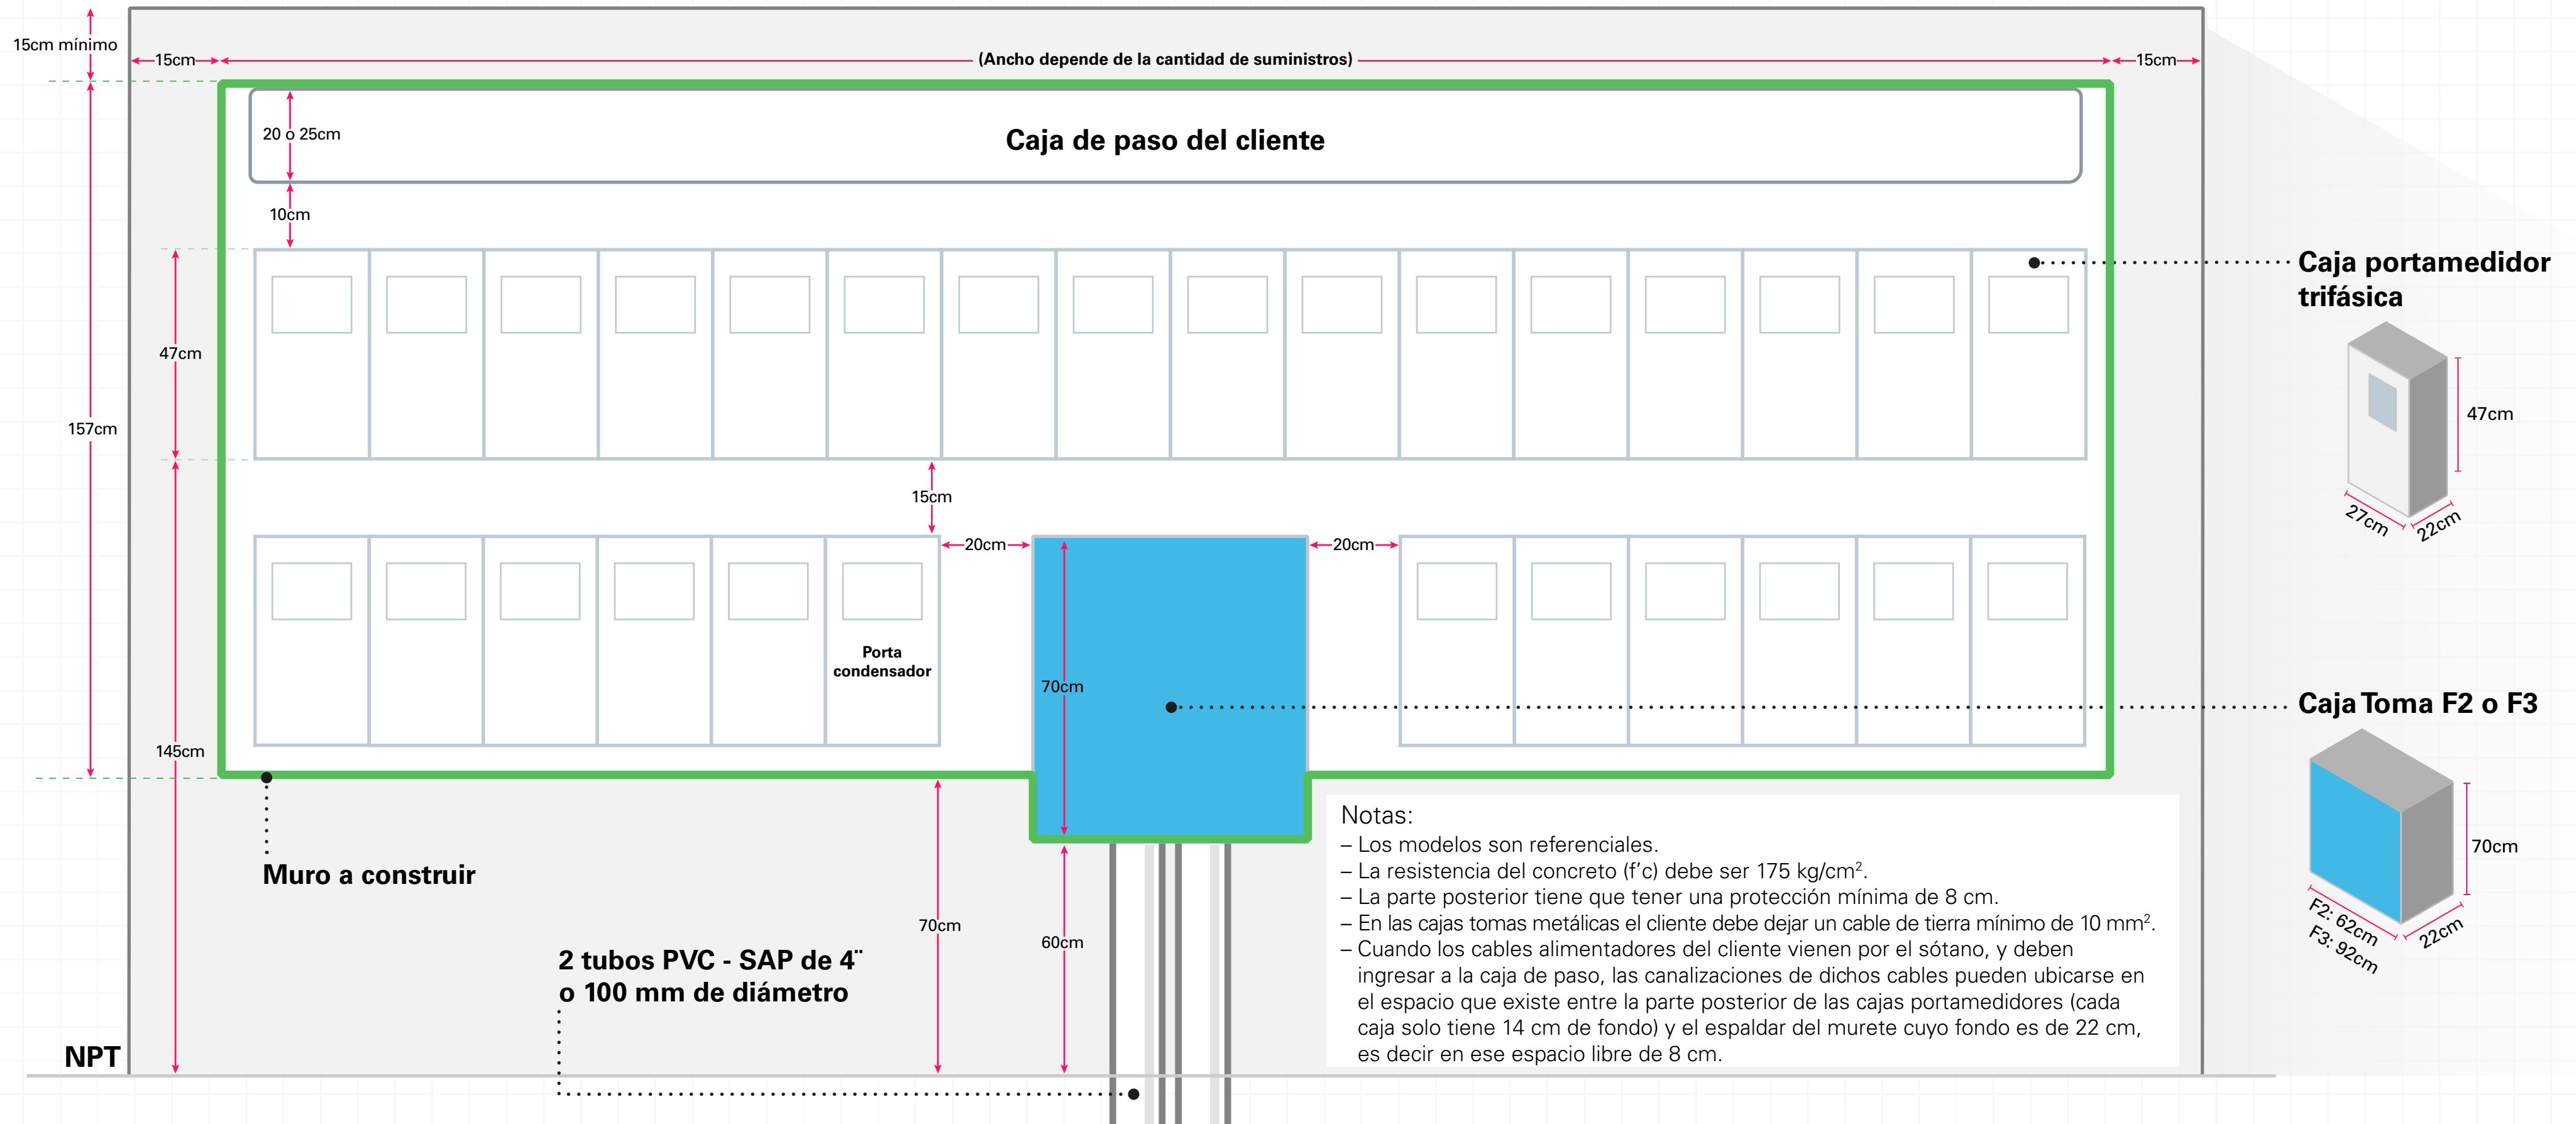 15cm mínimo
15cm
(Ancho depende de la cantidad de suministros)
15cm
20 o 25cm
Caja de paso del cliente
10cm
Caja portamedidor
trifásica
47cm
47cm
157cm
27cm
22cm
15cm
20cm
20cm
Porta
condensador
70cm
Caja Toma F2 o F3
145cm
70cm
F2: 62cm
F3: 92cm
22cm
Muro a construir
70cm
60cm
2 tubos PVC - SAP de 4¨
o 100 mm de diámetro
NPT
Notas:
– Los modelos son referenciales.
– La resistencia del concreto (f’c) debe ser 175 kg/cm².
– La parte posterior tiene que tener una protección mínima de 8 cm.
– En las cajas tomas metálicas el cliente debe dejar un cable de tierra mínimo de 10 mm².
– Cuando los cables alimentadores del cliente vienen por el sótano, y deben
ingresar a la caja de paso, las canalizaciones de dichos cables pueden ubicarse en
el espacio que existe entre la parte posterior de las cajas portamedidores (cada
caja solo tiene 14 cm de fondo) y el espaldar del murete cuyo fondo es de 22 cm,
es decir en ese espacio libre de 8 cm.